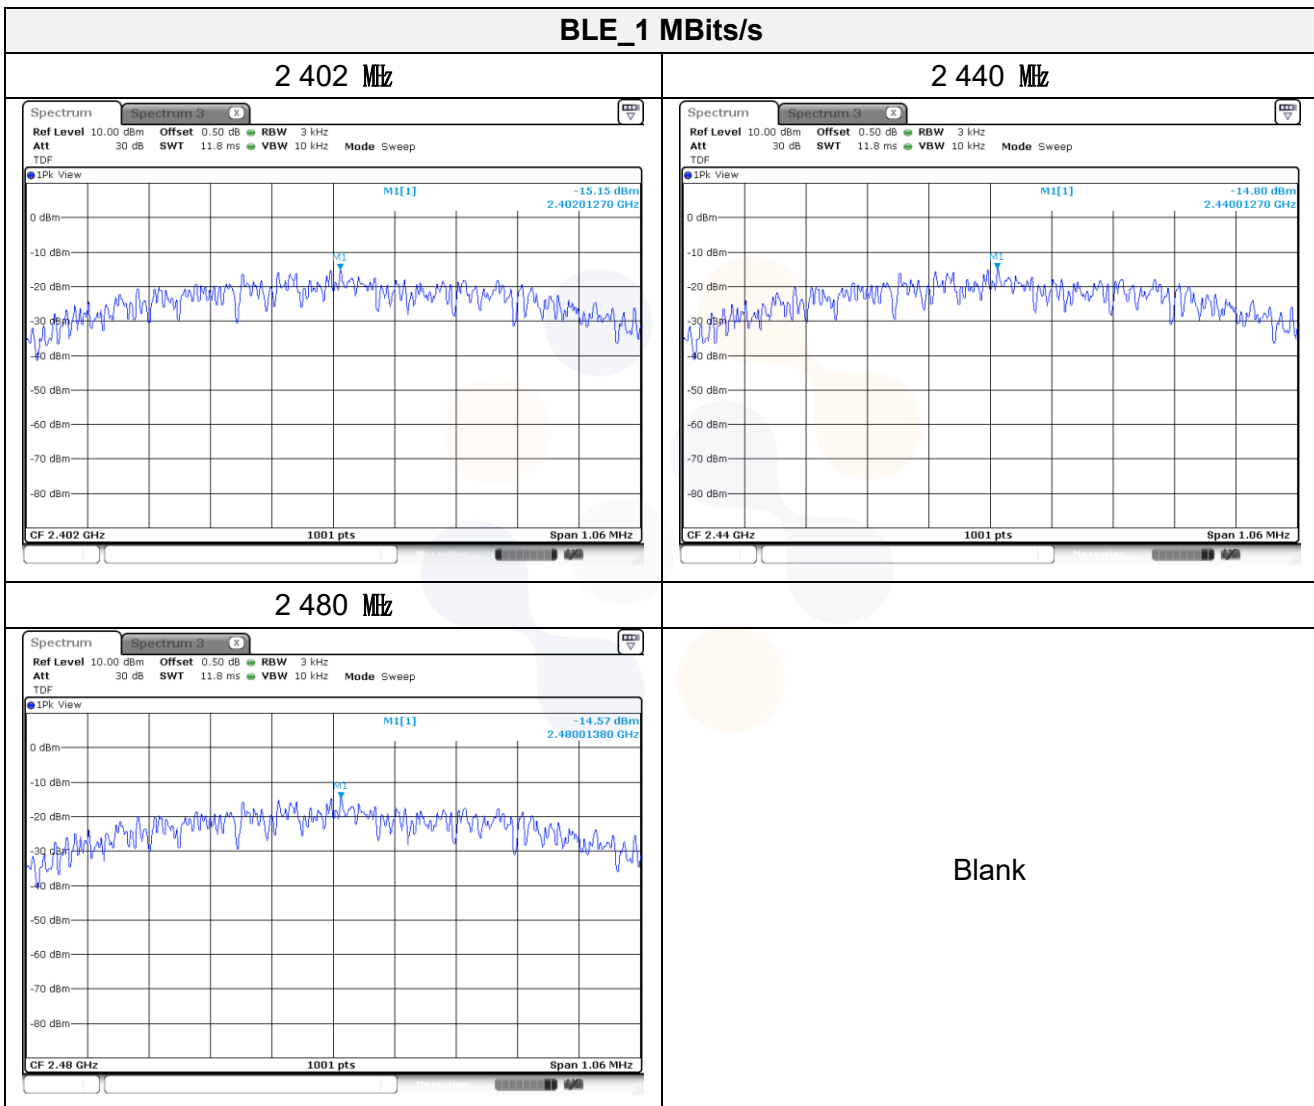 BLE_1 MBits/s
2 402 ㎒
2 440 ㎒
Spectrum Spectrum 3 X
Ref Level 10.00 dBm Offset 0.50 dB RBW 3 kHz
Att 30 dB SWT 11.8 ms VBW 10 kHz Mode Sweep
TDF
1Pk View
M1[1] -15.15 dBm
2.40201270 GHz
M1
0 dBm
-10 dBm
-20 dBm
-30 dBm
-40 dBm
-50 dBm
-60 dBm
-70 dBm
-80 dBm
CF 2.402 GHz 1001 pts Span 1.06 MHz
Measuring
Spectrum Spectrum 3 X
Ref Level 10.00 dBm Offset 0.50 dB RBW 3 kHz
Att 30 dB SWT 11.8 ms VBW 10 kHz Mode Sweep
TDF
1Pk View
M1[1] -14.80 dBm
2.44001270 GHz
M1
0 dBm
-10 dBm
-20 dBm
-30 dBm
-40 dBm
-50 dBm
-60 dBm
-70 dBm
-80 dBm
CF 2.44 GHz 1001 pts Span 1.06 MHz
Measuring
2 480 ㎒
Spectrum Spectrum 3 X
Ref Level 10.00 dBm Offset 0.50 dB RBW 3 kHz
Att 30 dB SWT 11.8 ms VBW 10 kHz Mode Sweep
TDF
1Pk View
M1[1] -14.57 dBm
2.48001380 GHz
M1
0 dBm
-10 dBm
-20 dBm
-30 dBm
-40 dBm
-50 dBm
-60 dBm
-70 dBm
-80 dBm
CF 2.48 GHz 1001 pts Span 1.06 MHz
Measuring
Blank